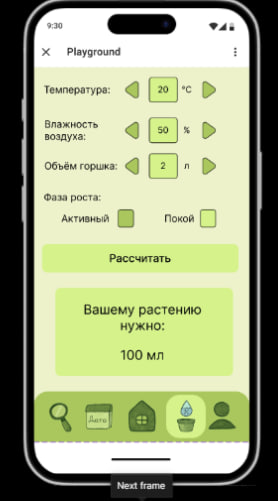 9:30
Playground
Температура: 20 °C
Влажность
воздуха: 50 %
Объём горшка: 2 л
Фаза роста:
Активный Покой
Рассчитать
Вашему растению
нужно:
100 мл
Next frame